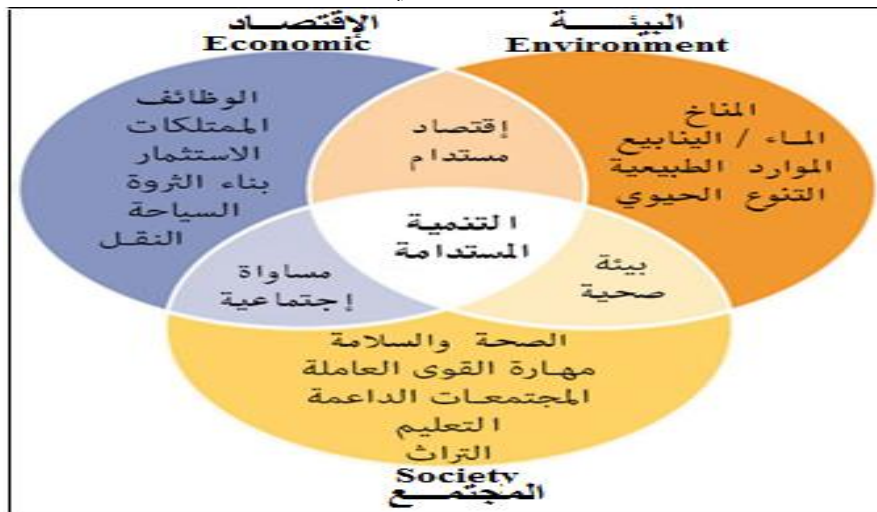 البيئـــــة
Environment
الإقتصـــاد
Economic
المناخ
الماء / الينابيع
الموارد الطبيعية
التنوع الحيوي
إقتصاد
مستدام
الوظائف
الممتلكات
الاستثمار
بناء الثروة
السياحة
النقل
التنمية
المستدامة
بيئة
صحية
مساواة
إجتماعية
الصحة والسلامة
مهارة القوى العاملة
المجتمعات الداعمة
التعليم
التراث
Society
المجتمـــع